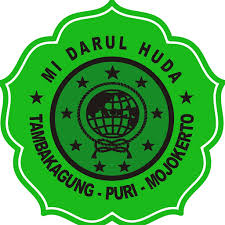 MI DARUL HUDA
TAMBAKAGUNG - PURI - MOJOKERTO